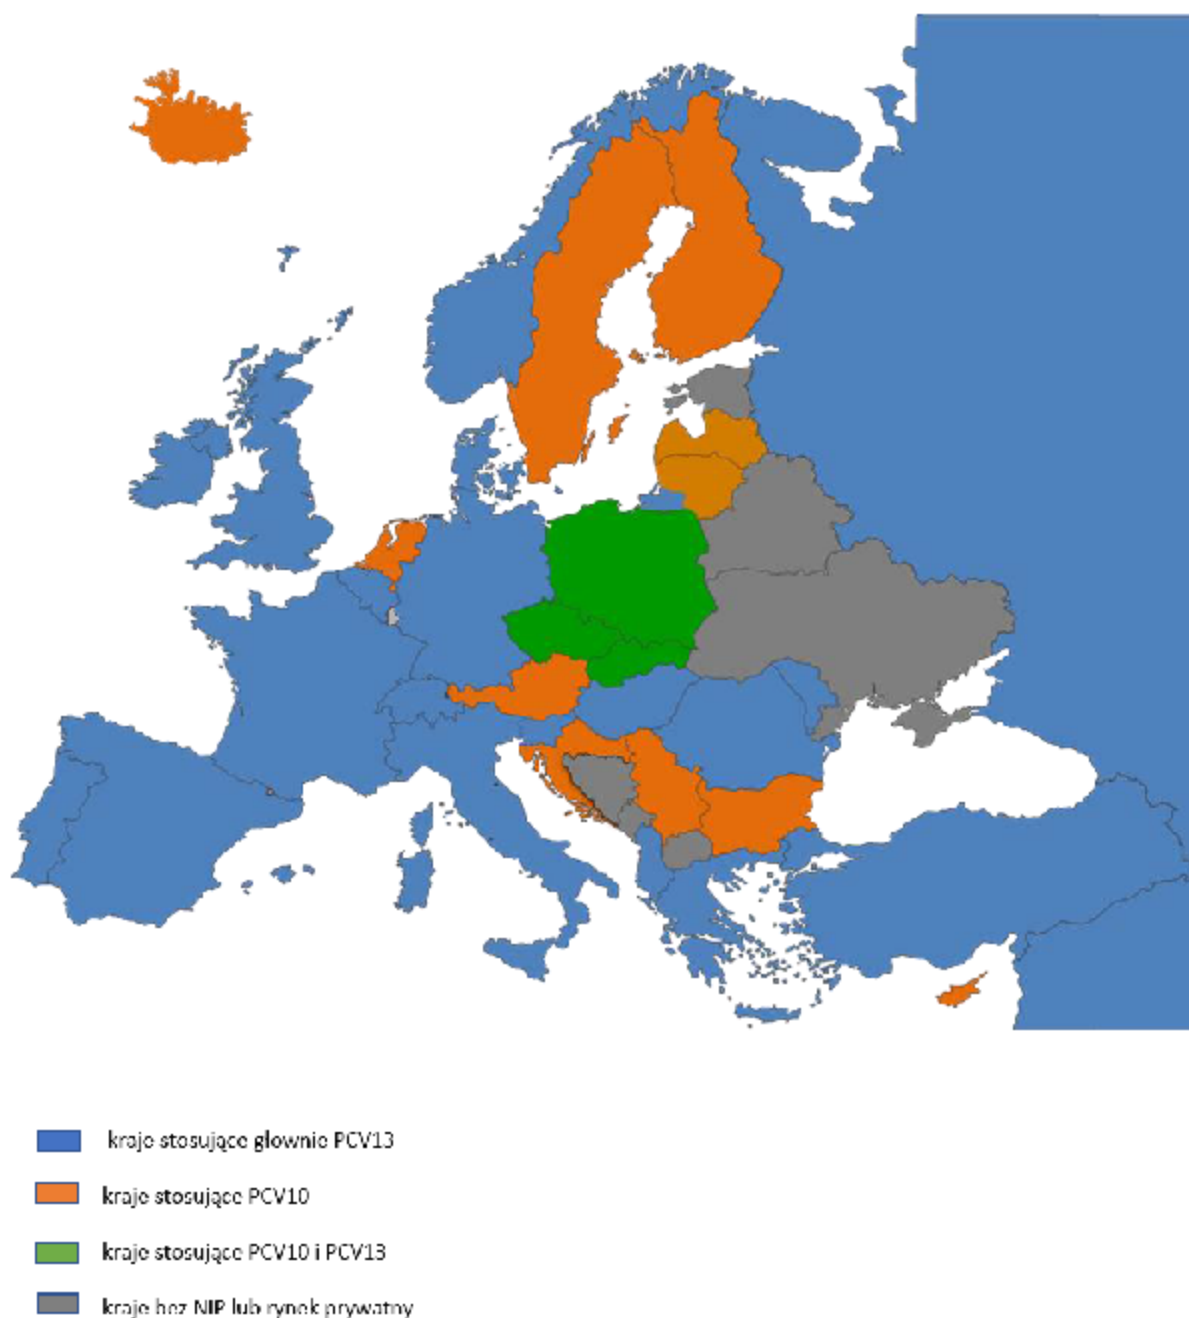 kraje stosujące głownie PCV13
kraje stosujące PCV10
kraje stosujące PCV10 i PCV13
kraje bez NIP lub rynek prywatny